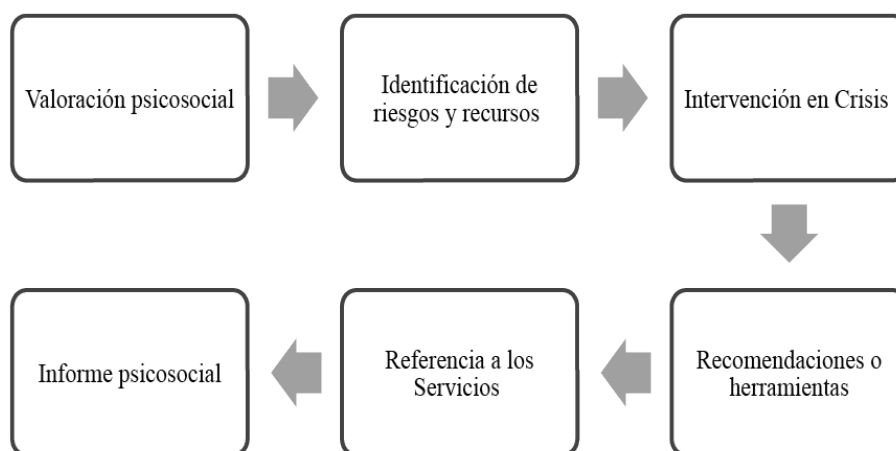 Valoración psicosocial
Identificación de
riesgos y recursos
Intervención en Crisis
Recomendaciones o
herramientas
Referencia a los
Servicios
Informe psicosocial